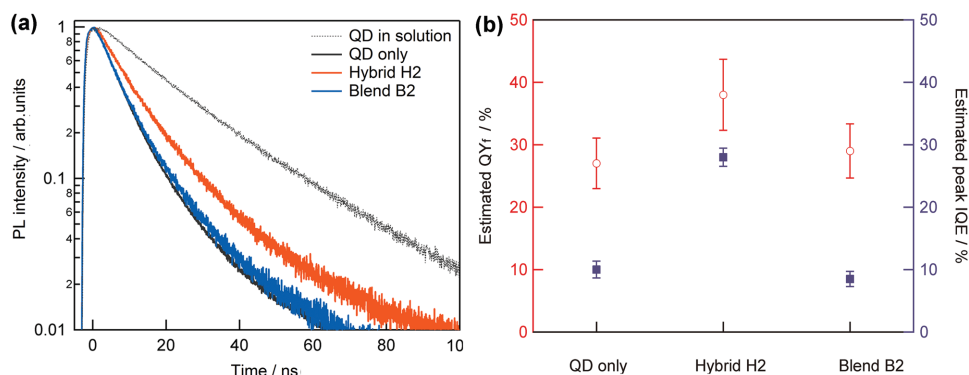 (a)
PL intensity / arb.units
1
8
6
4
2
0.1
8
6
4
2
0.01
QD in solution
QD only
Hybrid H2
Blend B2
0
20
40
60
80
10
Time / ns
(b)
Estimated QYf / %
50
40
30
20
10
0
QD only
Hybrid H2
Blend B2
50
40
30
20
10
0
Estimated peak IQE / %